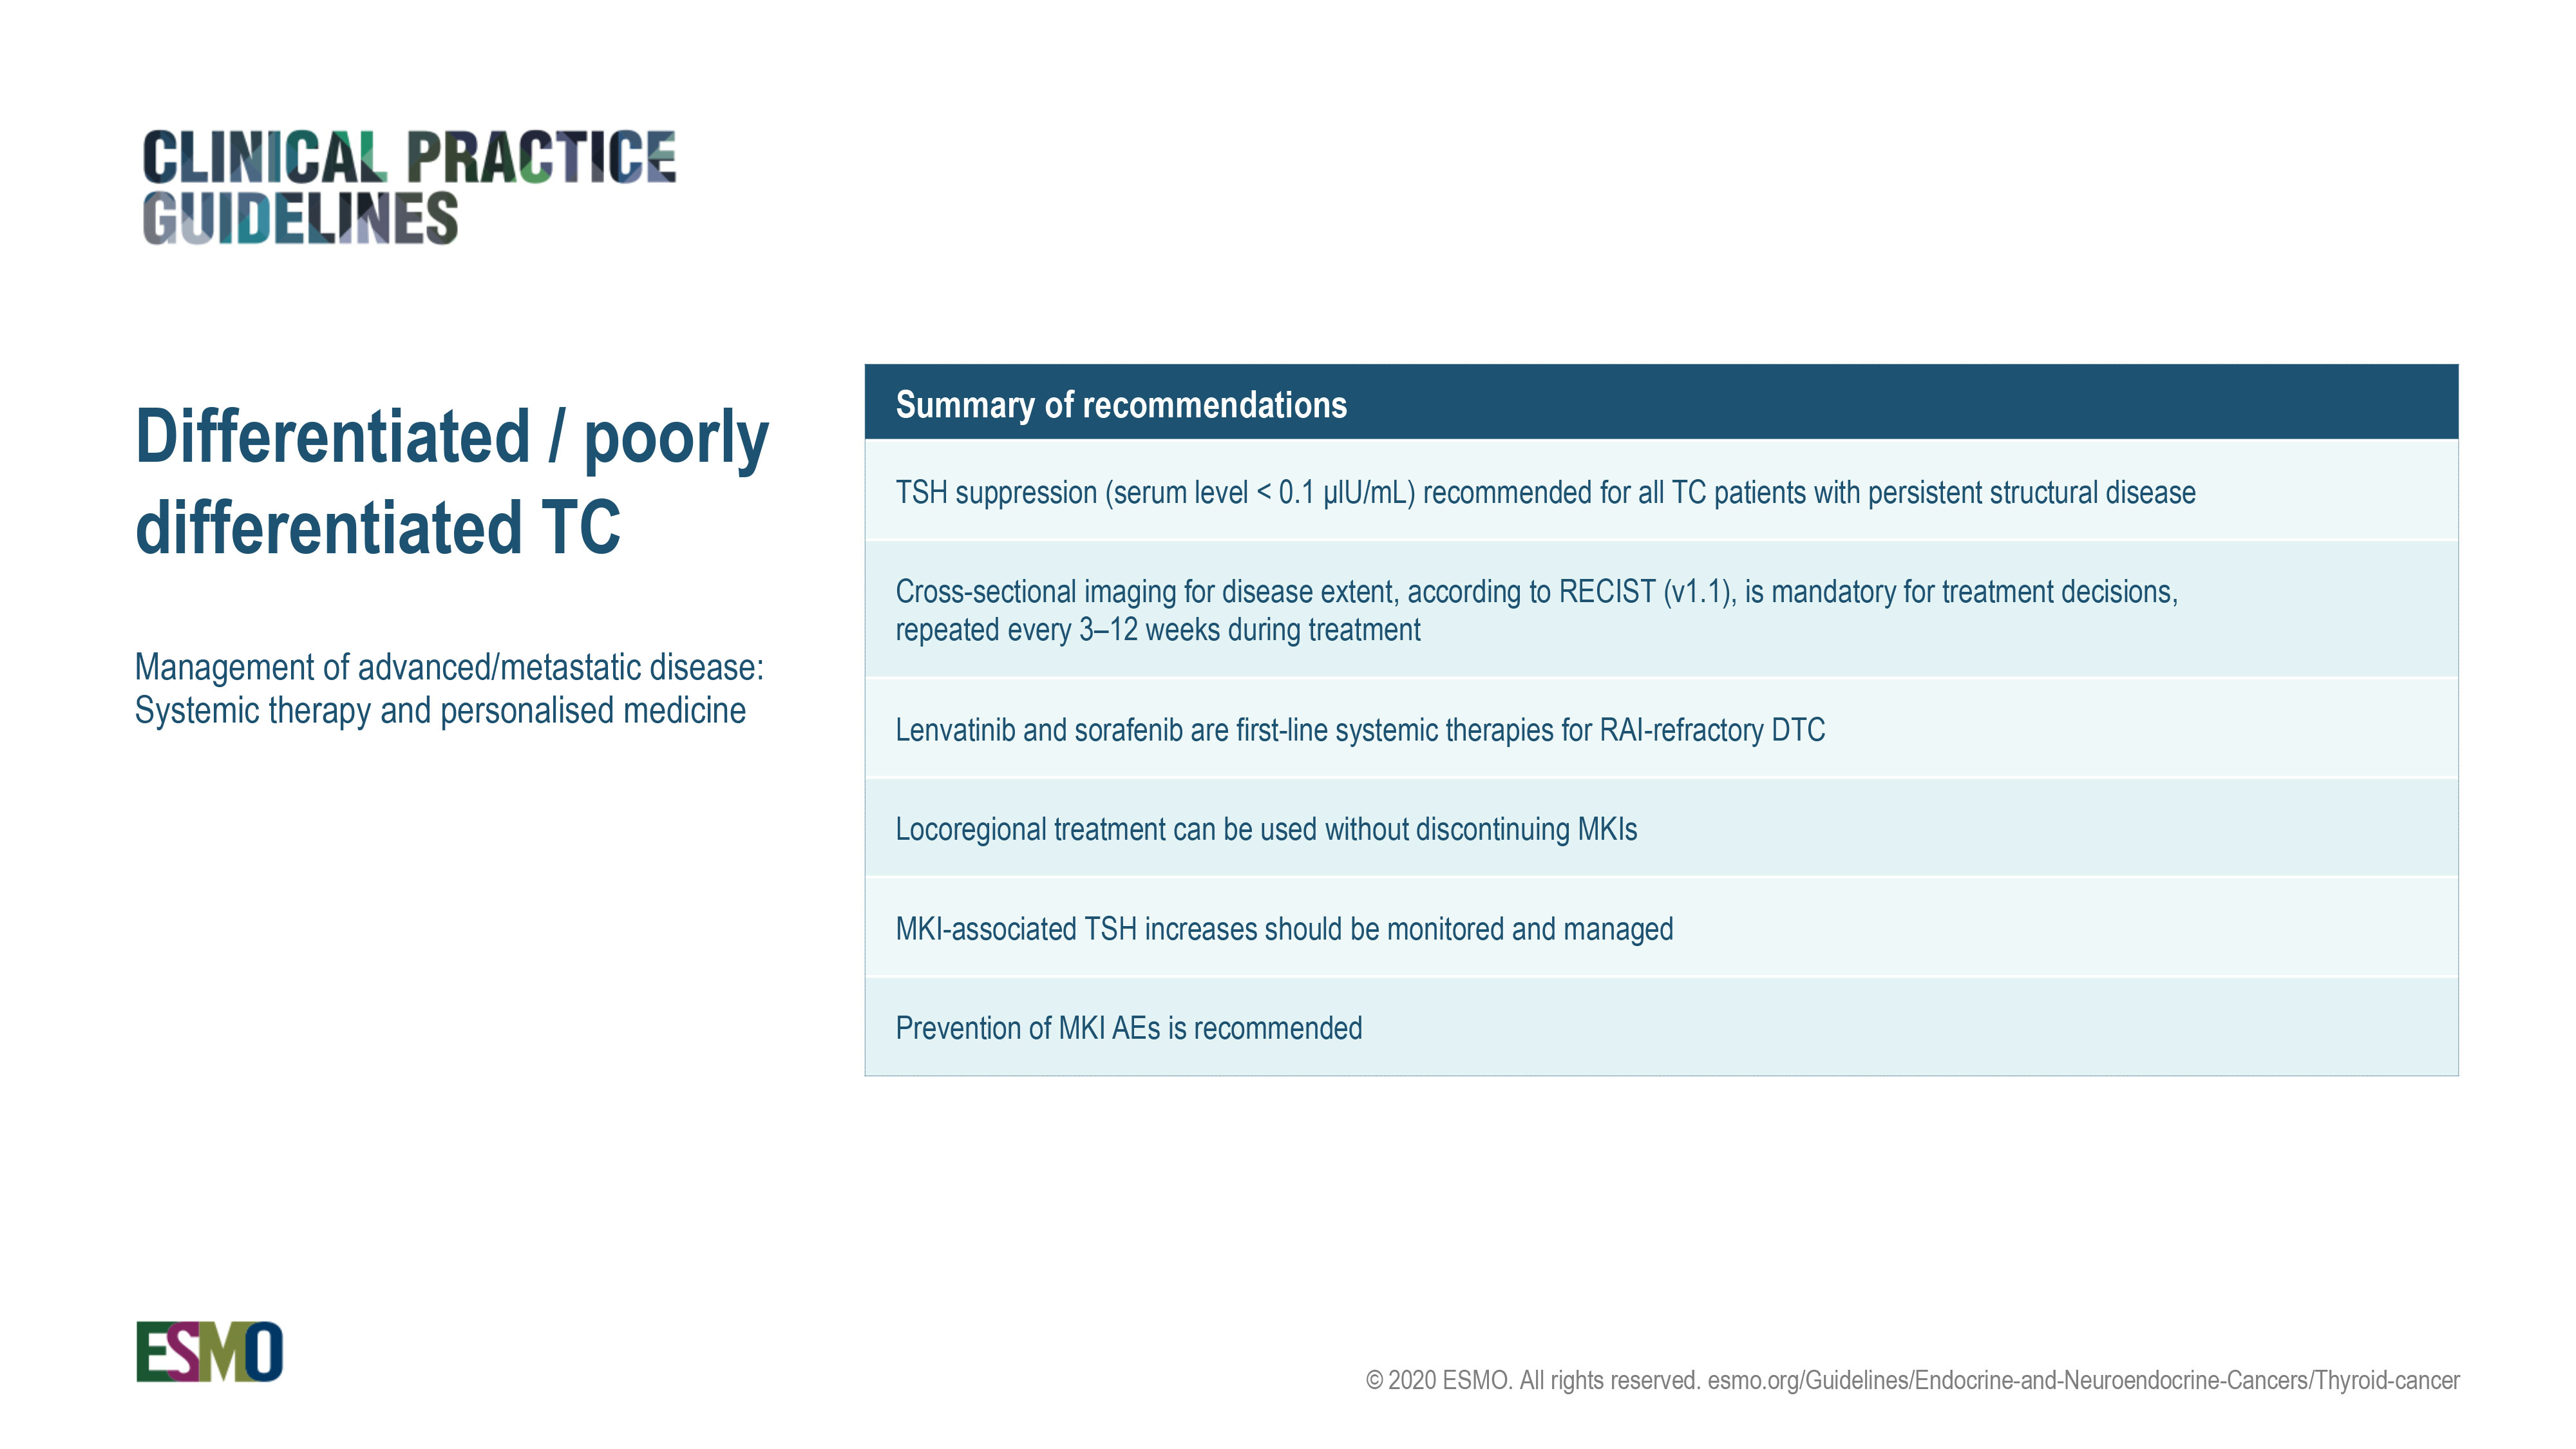 CLINICAL PRACTICE
GUIDELINES
Differentiated / poorly
differentiated TC
Management of advanced/metastatic disease:
Systemic therapy and personalised medicine
Summary of recommendations
TSH suppression (serum level < 0.1 μIU/mL) recommended for all TC patients with persistent structural disease
Cross-sectional imaging for disease extent, according to RECIST (v1.1), is mandatory for treatment decisions,
repeated every 3–12 weeks during treatment
Lenvatinib and sorafenib are first-line systemic therapies for RAI-refractory DTC
Locoregional treatment can be used without discontinuing MKIs
MKI-associated TSH increases should be monitored and managed
Prevention of MKI AEs is recommended
ESMO
© 2020 ESMO. All rights reserved. esmo.org/Guidelines/Endocrine-and-Neuroendocrine-Cancers/Thyroid-cancer